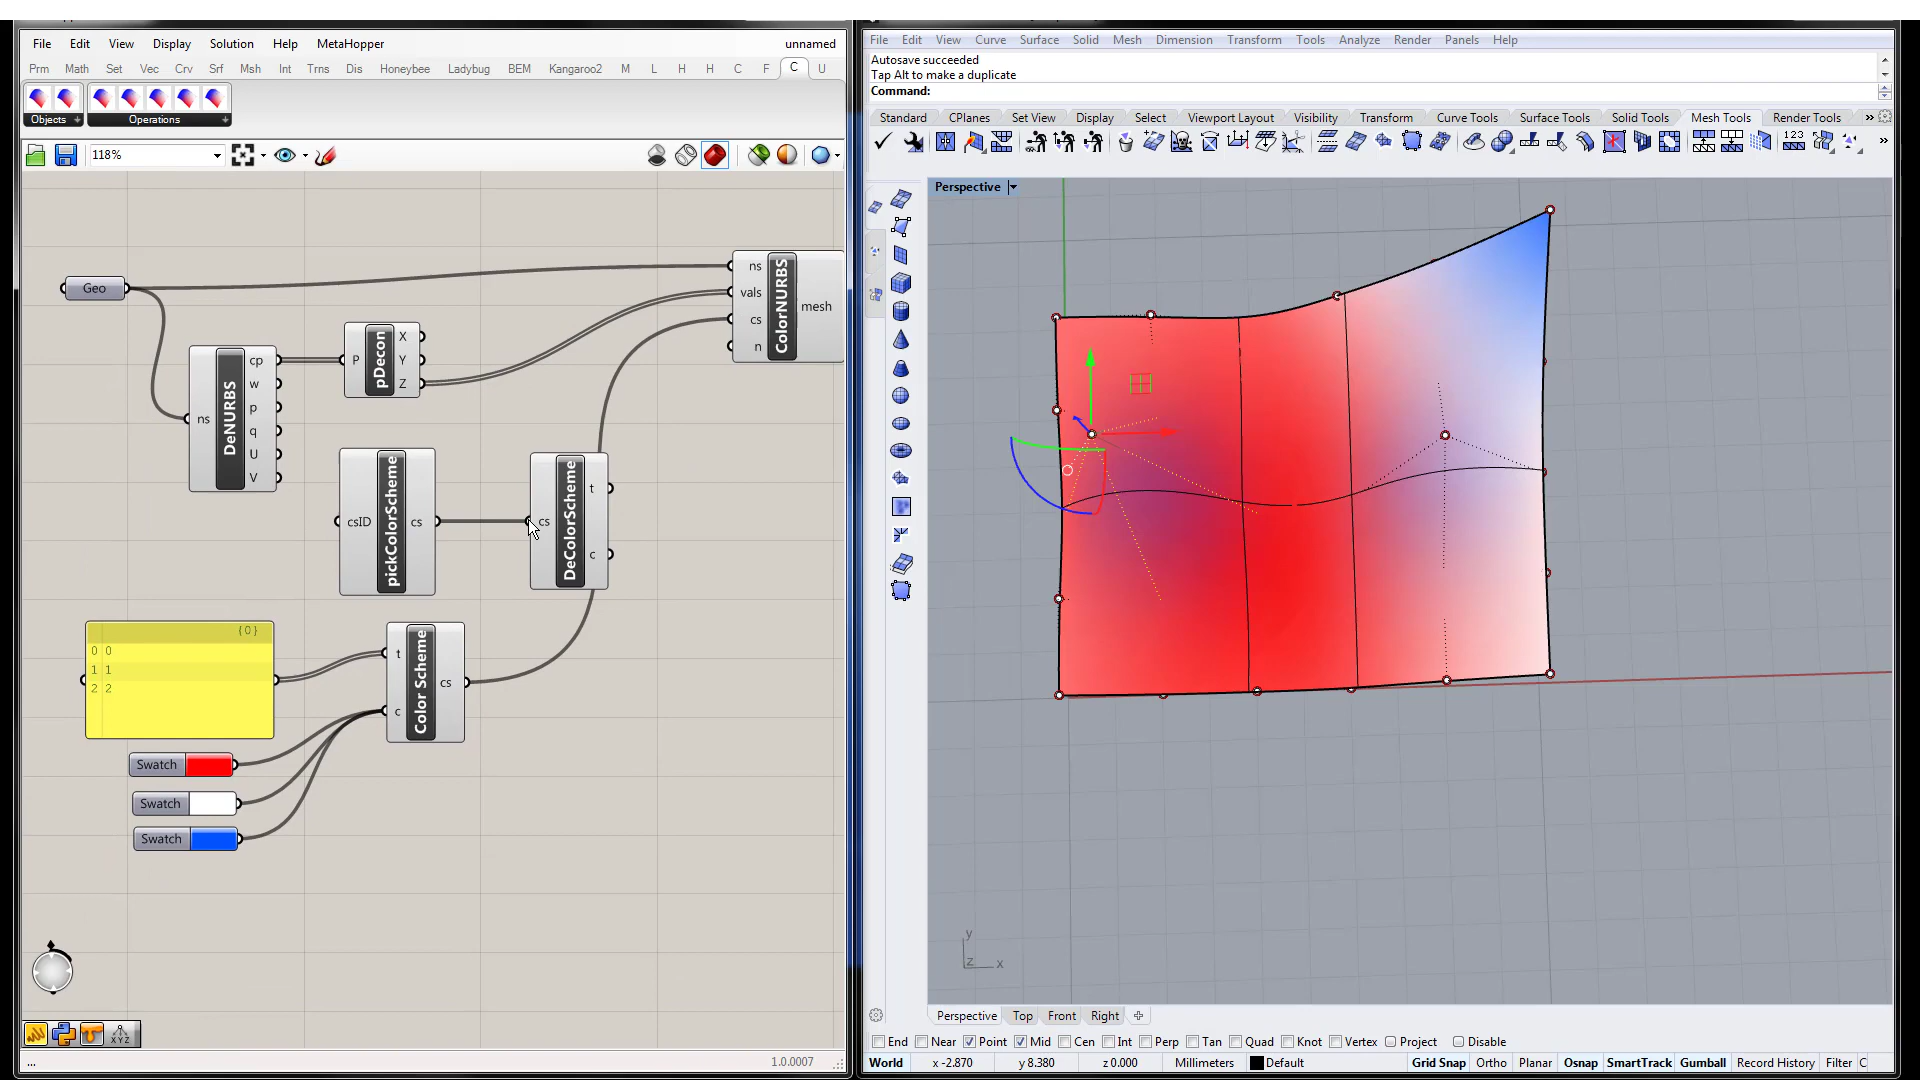 File Edit View Display Solution Help MetaHopper unnamed
Prm Math Set Vec Crv Srf Msh Int Trns Dis Honeybee Ladybug BEM Kangaroo2 M L H H C F C U
Objects + Operations +
118%
Geo
ns DeNURBS cp w p q U V
P pDecon X Y Z
ns vals cs n ColorNURBS mesh
csID pickColorScheme cs
cs DeColorScheme t c
{0}
0 0
1 1
2 2
t c Color Scheme cs
Swatch
Swatch
Swatch
XYZ
... 1.0.0007
File Edit View Curve Surface Solid Mesh Dimension Transform Tools Analyze Render Panels Help
Autosave succeeded
Tap Alt to make a duplicate
Command:
Standard CPlanes Set View Display Select Viewport Layout Visibility Transform Curve Tools Surface Tools Solid Tools Mesh Tools Render Tools »
123 »
Perspective
y
z x
Perspective Top Front Right
End Near Point Mid Cen Int Perp Tan Quad Knot Vertex Project Disable
World x -2.870 y 8.380 z 0.000 Millimeters Default Grid Snap Ortho Planar Osnap SmartTrack Gumball Record History Filter C